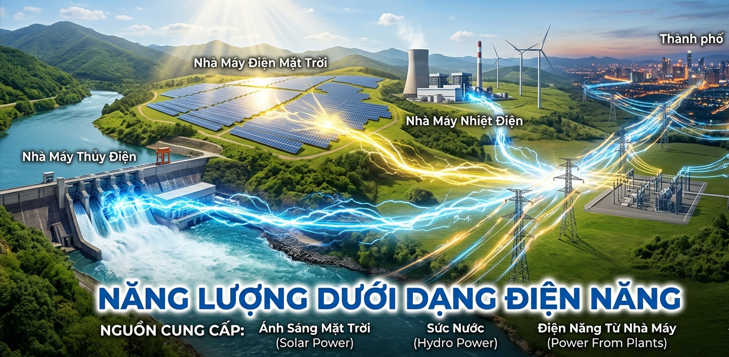 Thành phố
Nhà Máy Điện Mặt Trời
Nhà Máy Nhiệt Điện
Nhà Máy Thủy Điện
NĂNG LƯỢNG DƯỚI DẠNG ĐIỆN NĂNG
NGUỒN CUNG CẤP: Ánh Sáng Mặt Trời Sức Nước Điện Năng Từ Nhà Máy
(Solar Power) (Hydro Power) (Power From Plants)